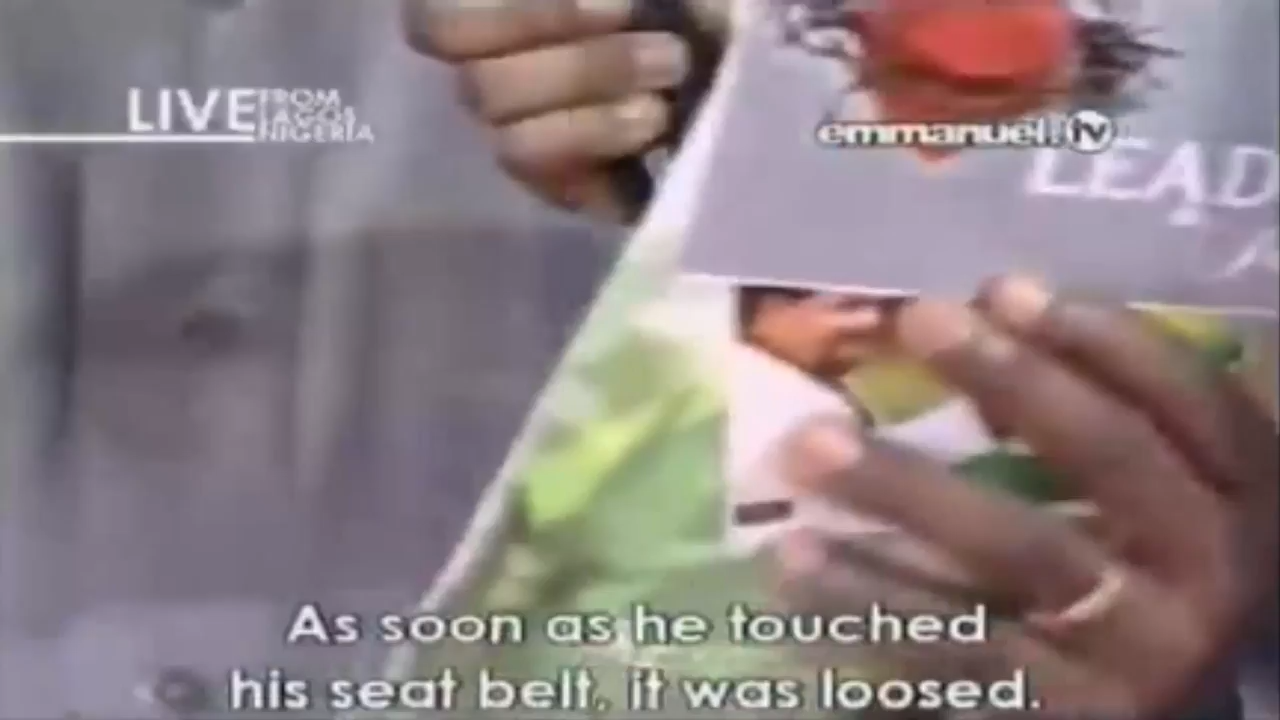 LIVE FROM
LAGOS
NIGERIA
emmanuel.tv
LEAD
As soon as he touched
his seat belt, it was loosed.